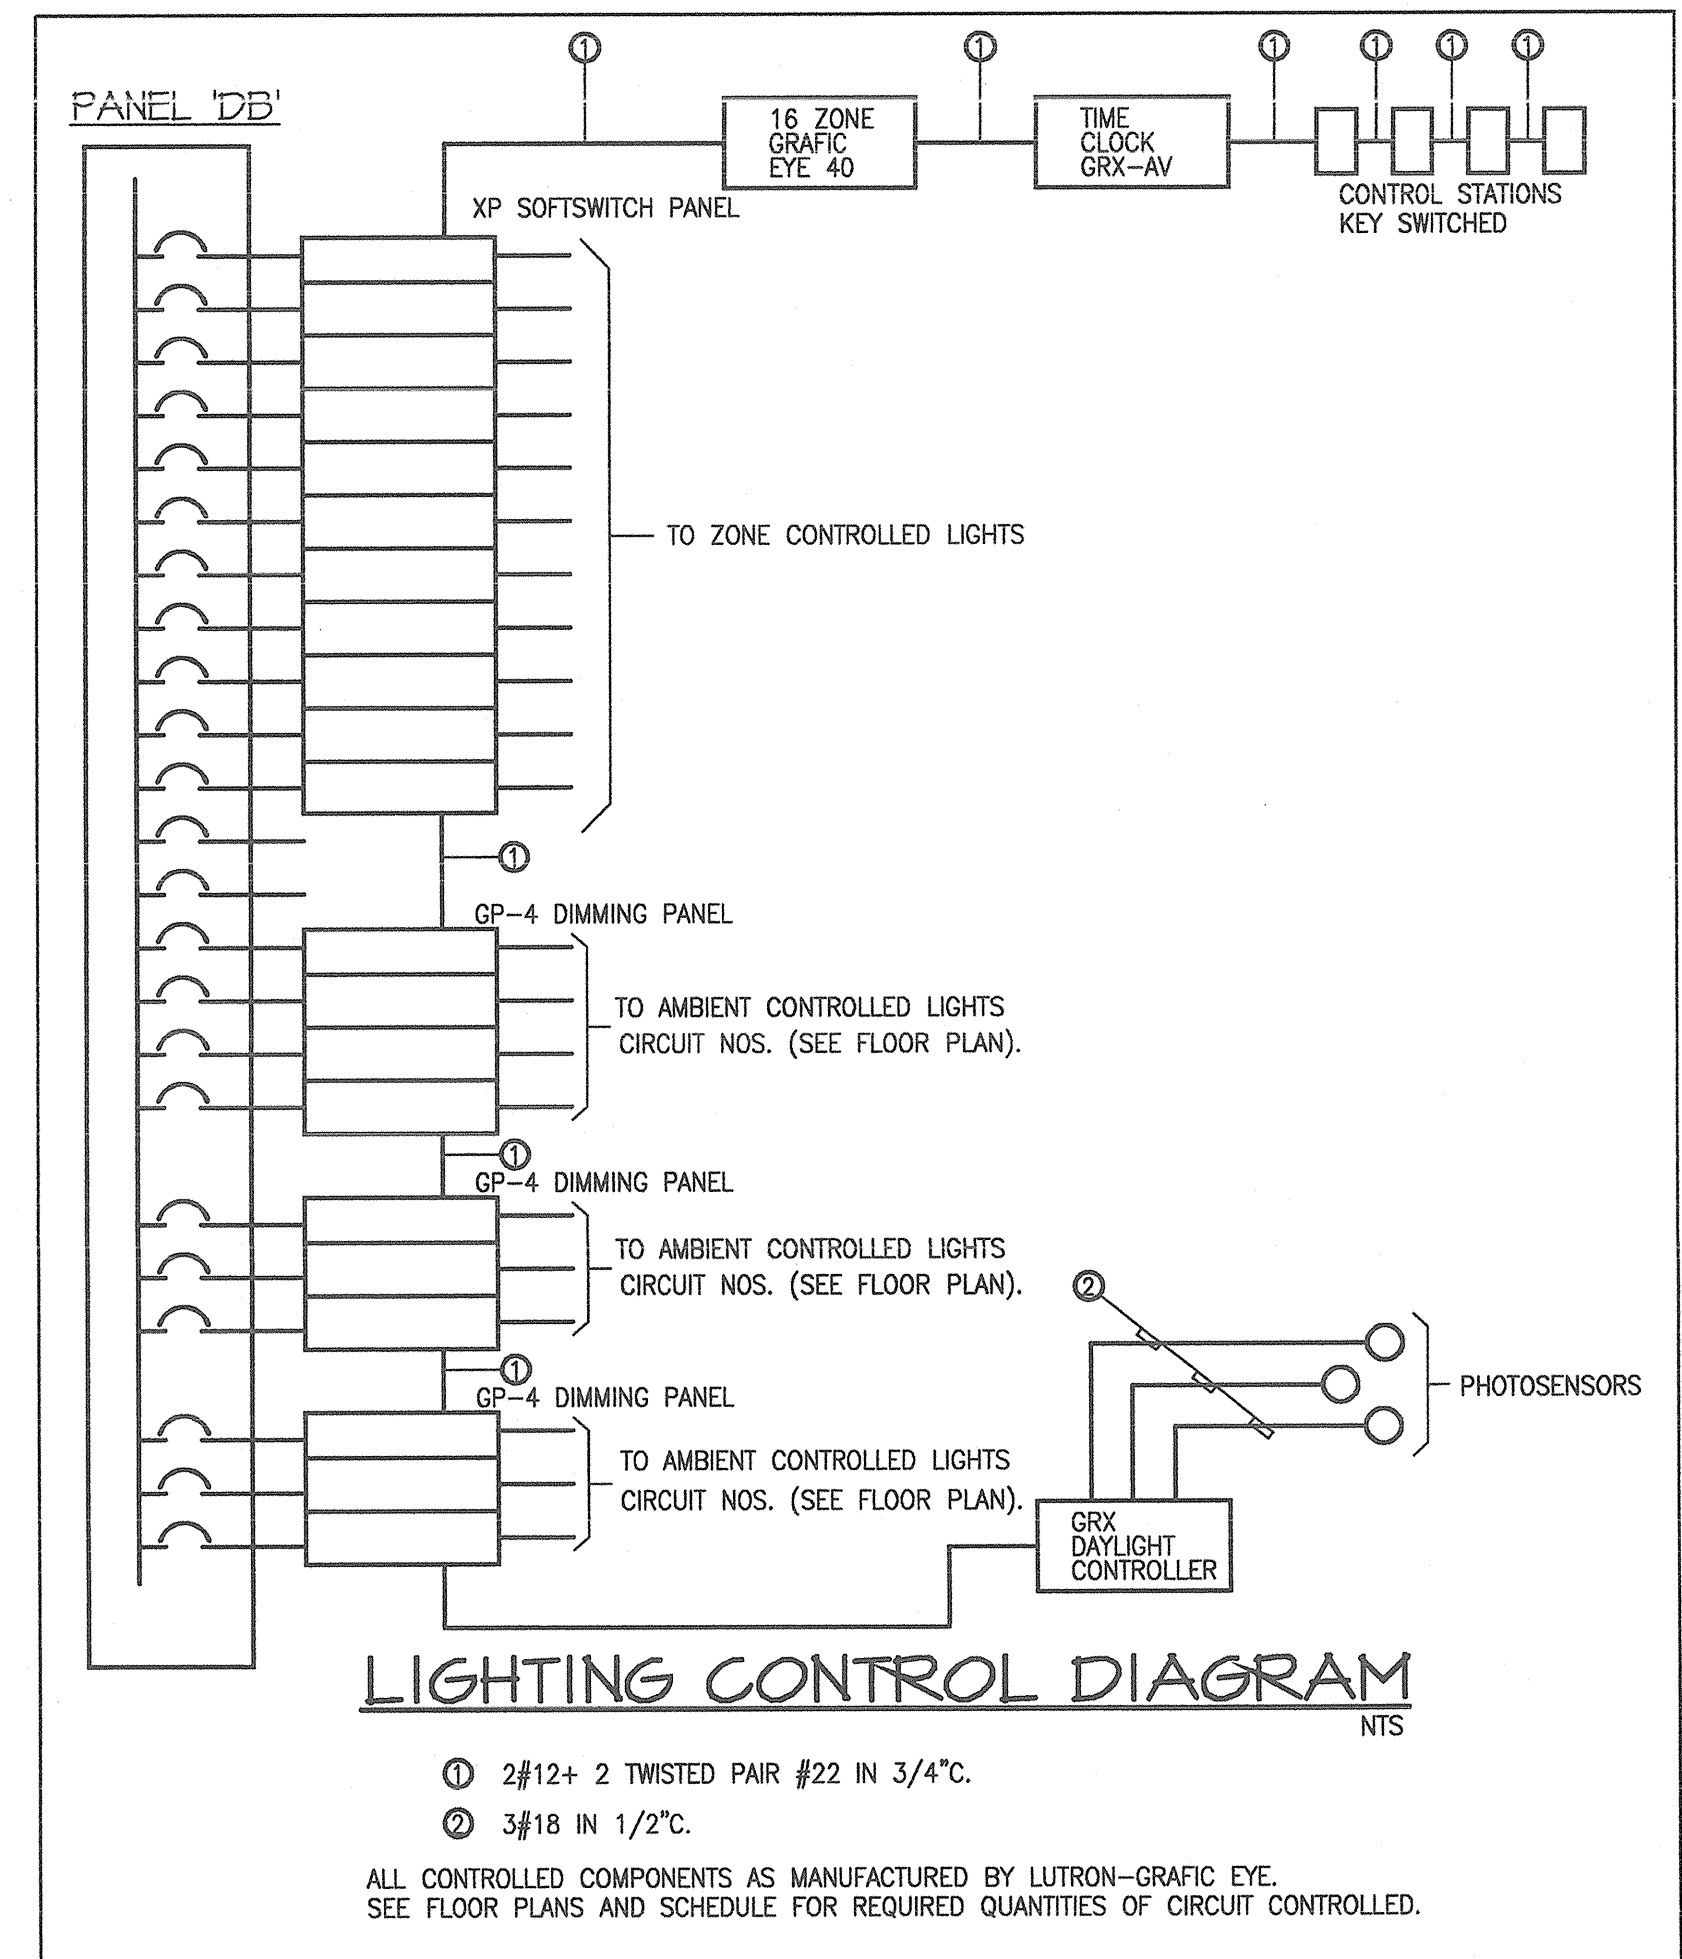 ① ① ① ① ① ①
PANEL 'DB'
16 ZONE
GRAFIC
EYE 40
TIME
CLOCK
GRX-AV
CONTROL STATIONS
KEY SWITCHED
XP SOFTSWITCH PANEL
TO ZONE CONTROLLED LIGHTS
①
GP-4 DIMMING PANEL
TO AMBIENT CONTROLLED LIGHTS
CIRCUIT NOS. (SEE FLOOR PLAN).
①
GP-4 DIMMING PANEL
TO AMBIENT CONTROLLED LIGHTS
CIRCUIT NOS. (SEE FLOOR PLAN).
②
①
GP-4 DIMMING PANEL
PHOTOSENSORS
TO AMBIENT CONTROLLED LIGHTS
CIRCUIT NOS. (SEE FLOOR PLAN).
GRX
DAYLIGHT
CONTROLLER
LIGHTING CONTROL DIAGRAM
NTS
① 2#12+ 2 TWISTED PAIR #22 IN 3/4"C.
② 3#18 IN 1/2"C.
ALL CONTROLLED COMPONENTS AS MANUFACTURED BY LUTRON-GRAFIC EYE.
SEE FLOOR PLANS AND SCHEDULE FOR REQUIRED QUANTITIES OF CIRCUIT CONTROLLED.